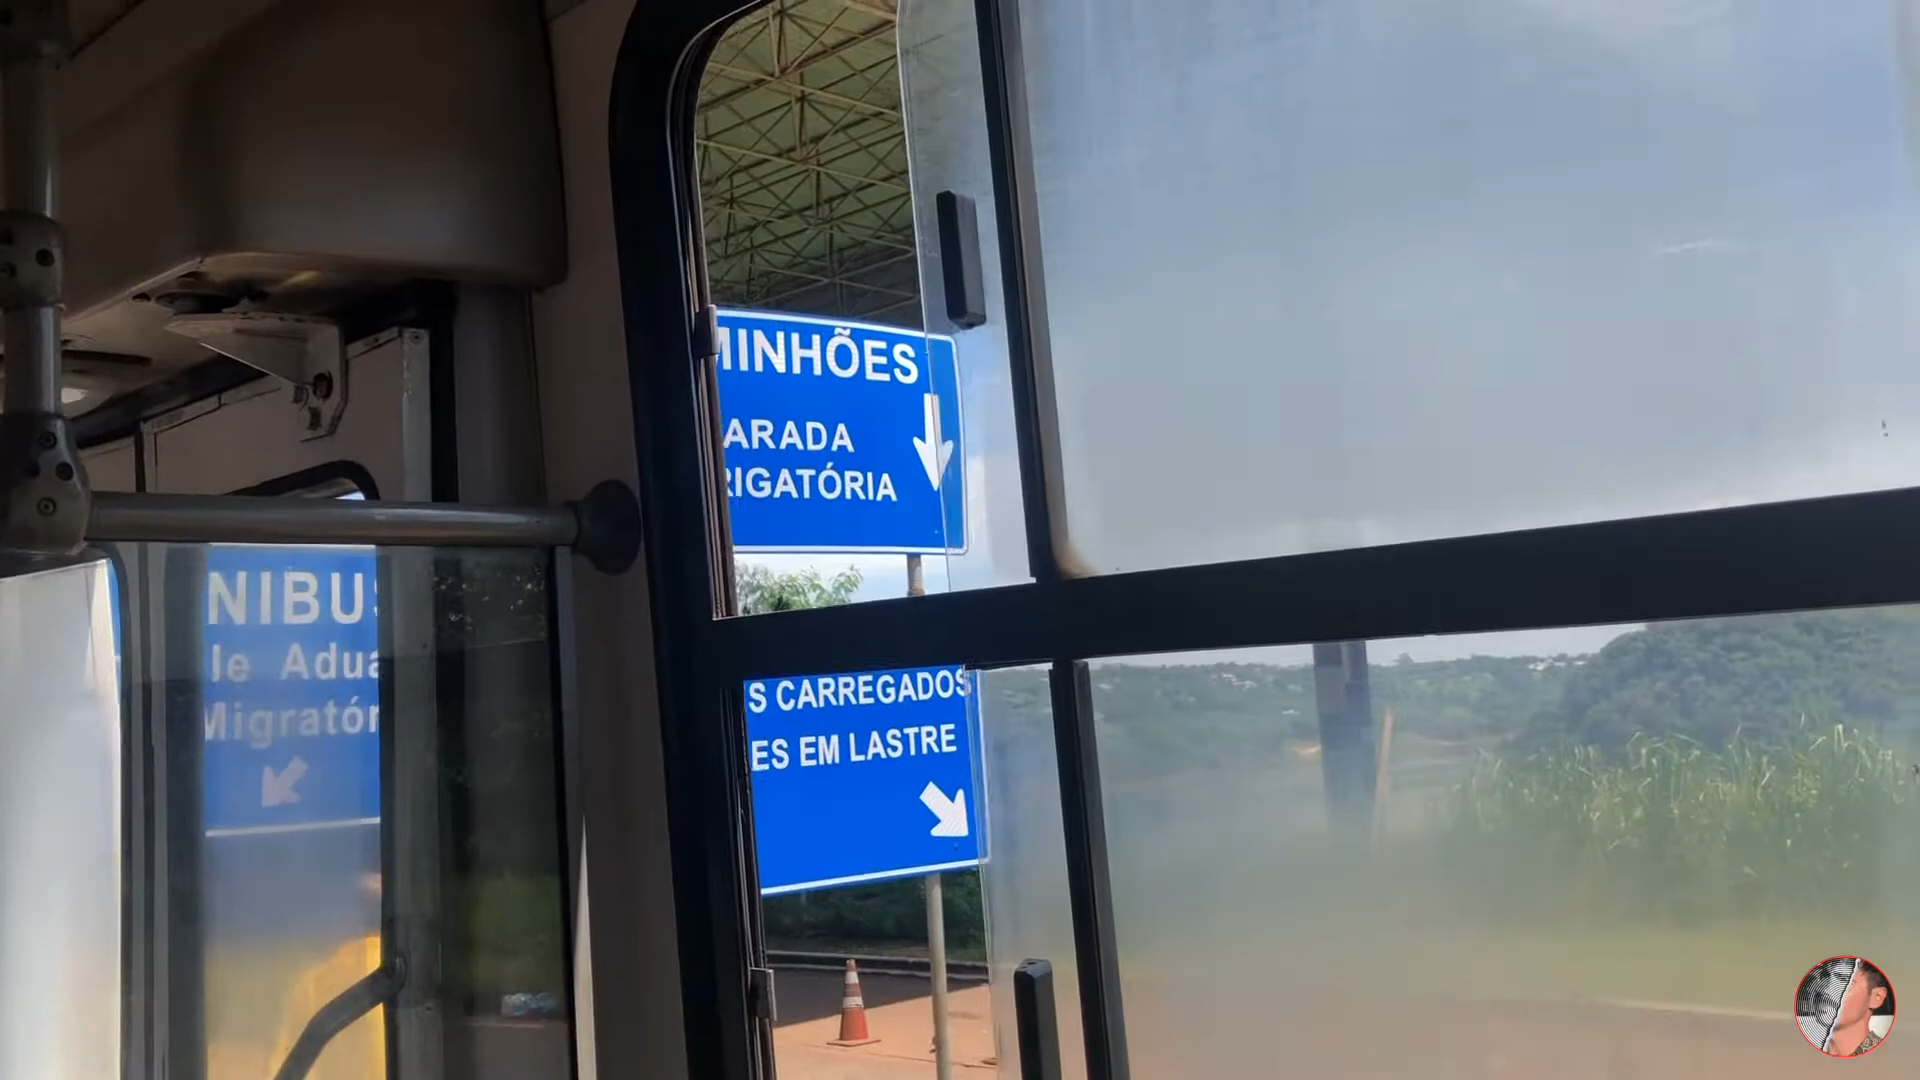 MINHÕES
ARADA
RIGATÓRIA
S CARREGADOS
ES EM LASTRE
NIBUS
le Adua
Migratór